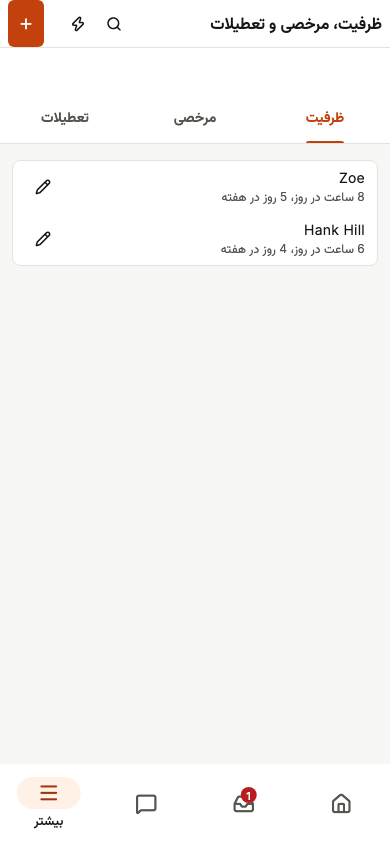 ظرفیت، مرخصی و تعطیلات
ظرفیت
مرخصی
تعطیلات
Zoe
8 ساعت در روز، 5 روز در هفته
Hank Hill
6 ساعت در روز، 4 روز در هفته
1
بیشتر